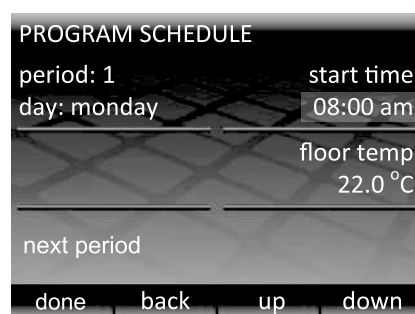 PROGRAM SCHEDULE
period: 1 start time
day: monday 08:00 am
floor temp
22.0 °C
next period
done back up down